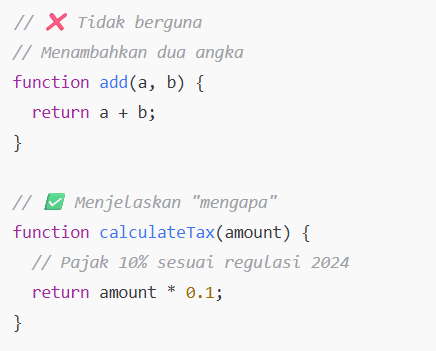 // ❌ Tidak berguna
// Menambahkan dua angka
function add(a, b) {
  return a + b;
}

// ✅ Menjelaskan "mengapa"
function calculateTax(amount) {
  // Pajak 10% sesuai regulasi 2024
  return amount * 0.1;
}